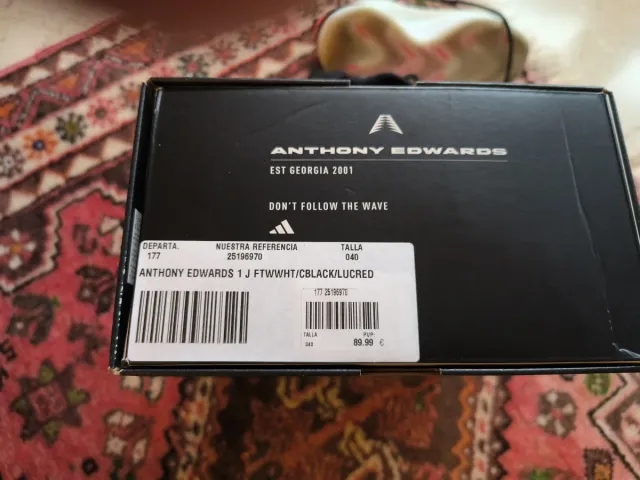 ANTHONY EDWARDS
EST GEORGIA 2001
DON'T FOLLOW THE WAVE
DEPARTA. NUESTRA REFERENCIA TALLA
177 25196970 040
ANTHONY EDWARDS 1 J FTWWHT/CBLACK/LUCRED
177 25196970
TALLA PVP
040 89.99 €